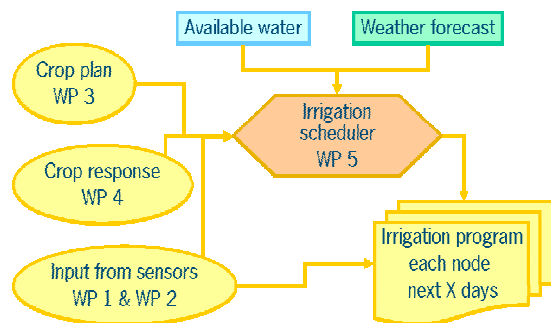 Available water
Weather forecast
Crop plan
WP 3
Irrigation
scheduler
WP 5
Crop response
WP 4
Input from sensors
WP 1 & WP 2
Irrigation program
each node
next X days